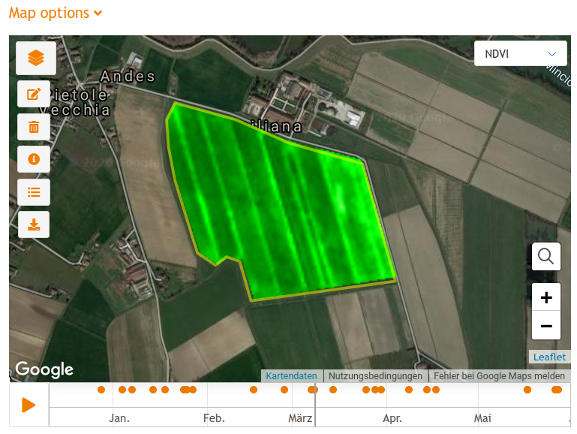 Map options
NDVI
Andes
Pietole
Vecchia
iliana
Mincio
Google
+
−
Leaflet
Kartendaten | Nutzungsbedingungen | Fehler bei Google Maps melden
Jan. Feb. März Apr. Mai